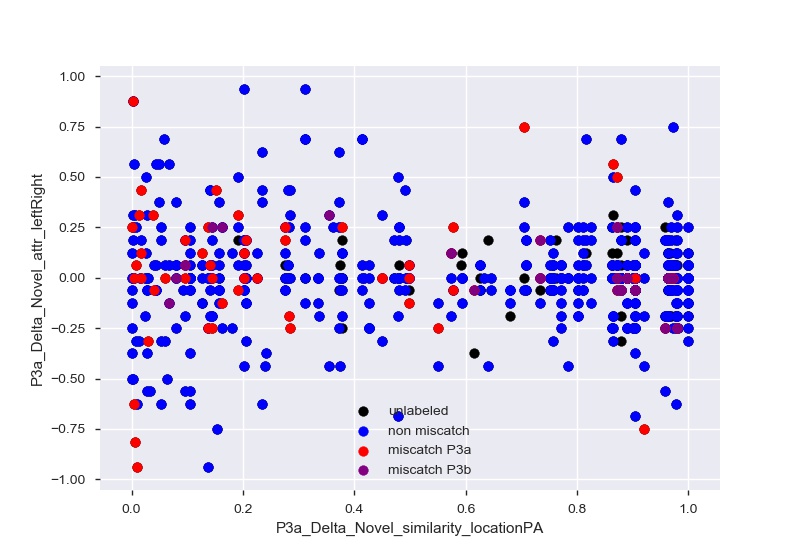 1.00
0.75
0.50
0.25
0.00
−0.25
−0.50
−0.75
−1.00
P3a_Delta_Novel_attr_leftRight
unlabeled
non miscatch
miscatch P3a
miscatch P3b
0.0 0.2 0.4 0.6 0.8 1.0
P3a_Delta_Novel_similarity_locationPA